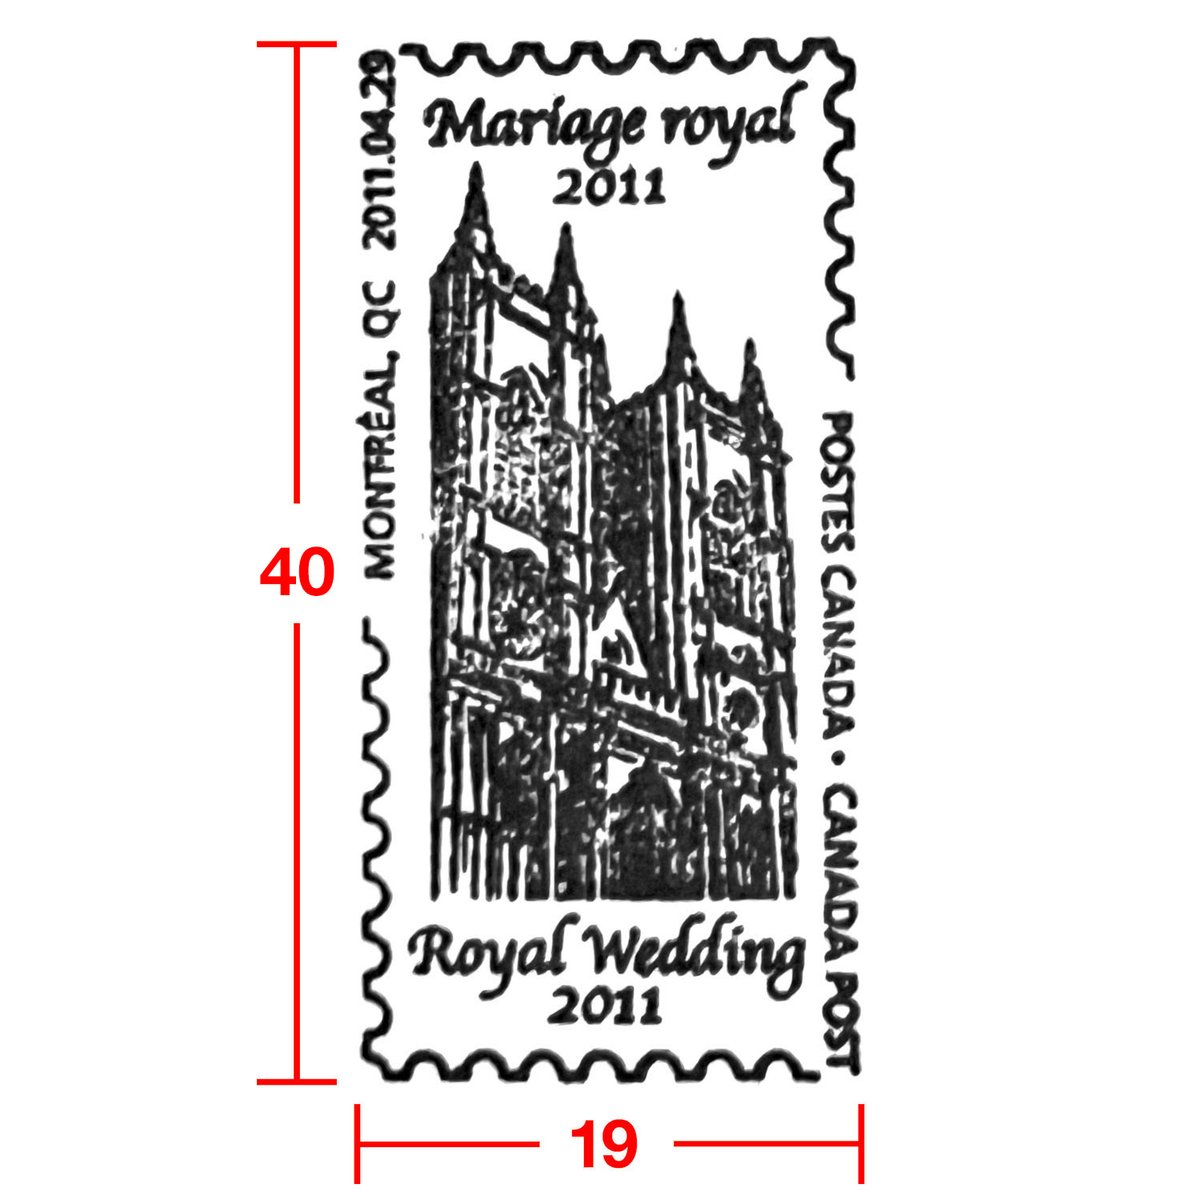 Mariage royal
2011
MONTRÉAL, QC 2011.04.29
POSTES CANADA • CANADA POST
40
Royal Wedding
2011
19